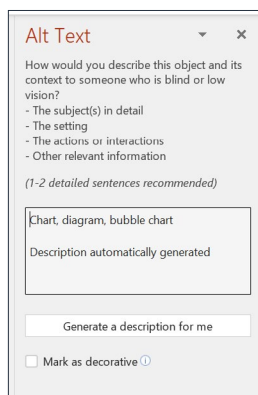 Alt Text
How would you describe this object and its
context to someone who is blind or low
vision?
- The subject(s) in detail
- The setting
- The actions or interactions
- Other relevant information
(1-2 detailed sentences recommended)
Chart, diagram, bubble chart
Description automatically generated
Generate a description for me
Mark as decorative